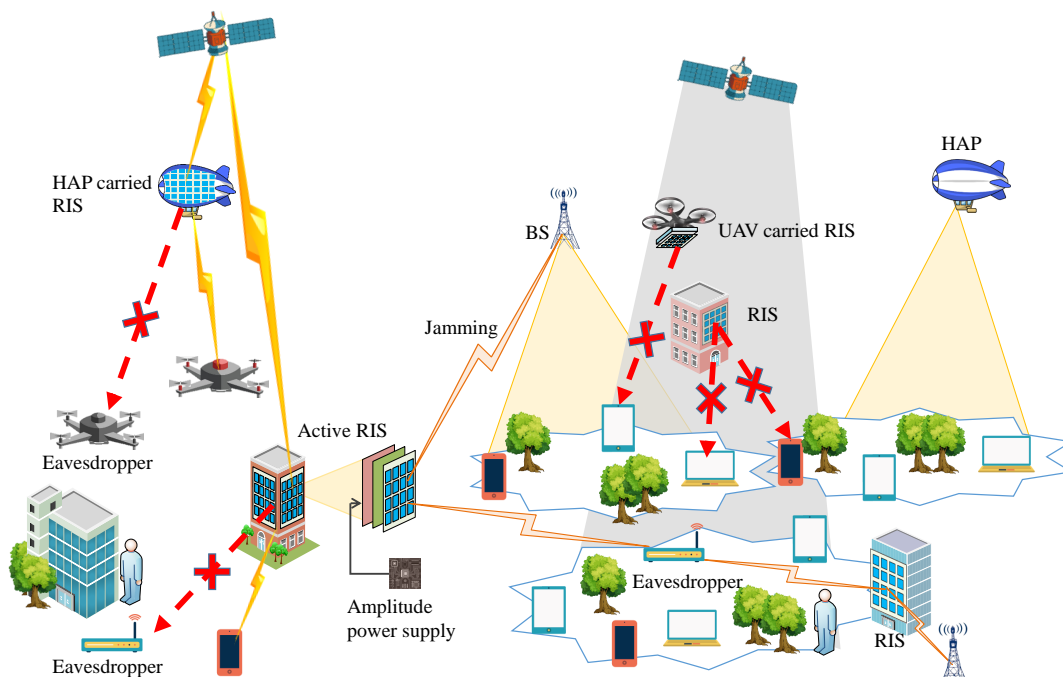 HAP
HAP carried
RIS
BS
UAV carried RIS
RIS
Jamming
Active RIS
Eavesdropper
Eavesdropper
Amplitude
power supply
RIS
Eavesdropper